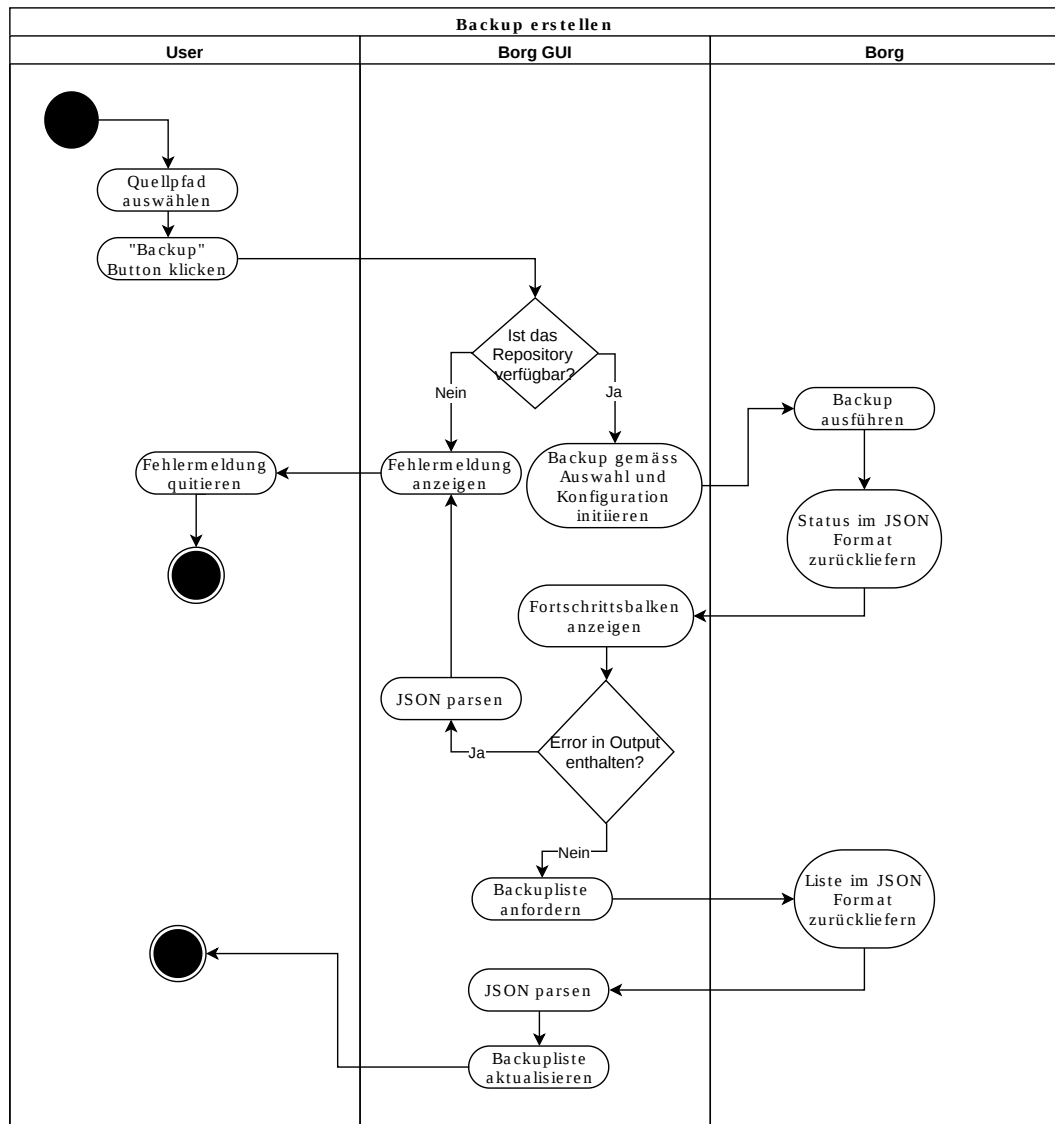 Backup erstellen
User
Borg GUI
Borg
Quellpfad
auswählen
"Backup"
Button klicken
Ist das
Repository
verfügbar?
Nein
Ja
Backup
ausführen
Fehlermeldung
quitieren
Fehlermeldung
anzeigen
Backup gemäss
Auswahl und
Konfiguration
initiieren
Status im JSON
Format
zurückliefern
Fortschrittsbalken
anzeigen
JSON parsen
Error in Output
enthalten?
Ja
Nein
Backupliste
anfordern
Liste im JSON
Format
zurückliefern
JSON parsen
Backupliste
aktualisieren